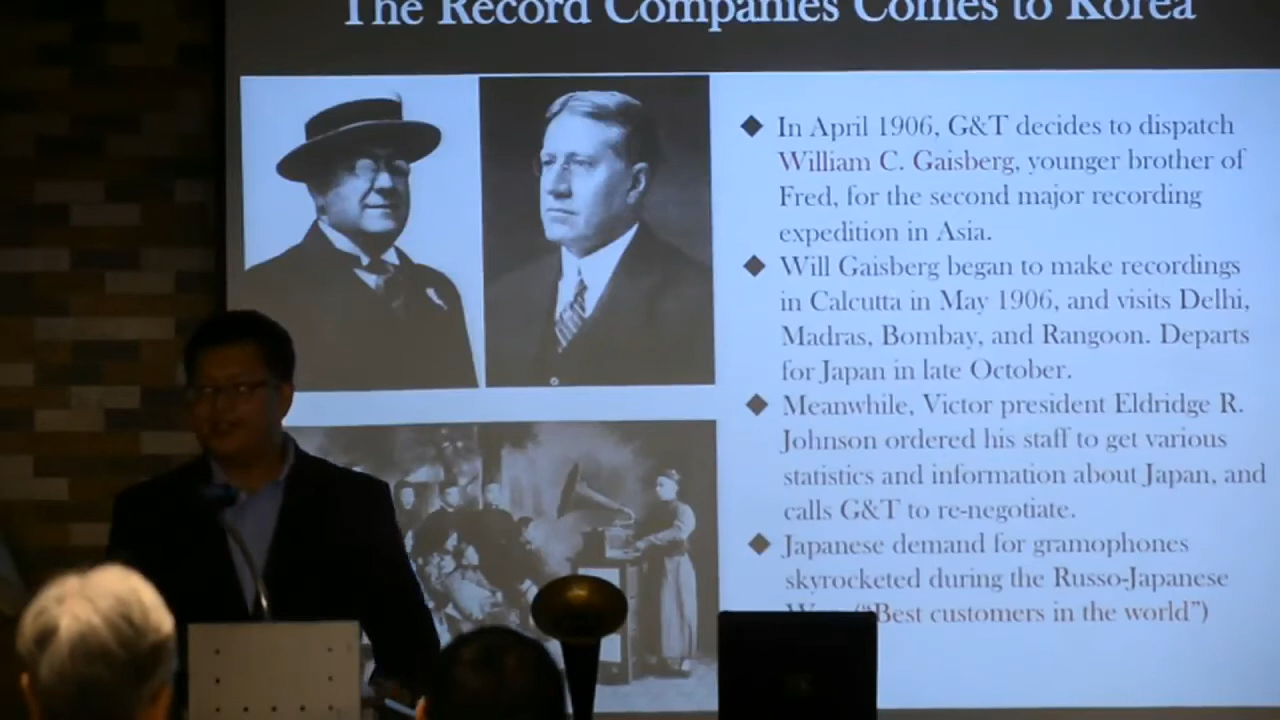 The Record Companies Comes to Korea
In April 1906, G&T decides to dispatch
William C. Gaisberg, younger brother of
Fred, for the second major recording
expedition in Asia.
Will Gaisberg began to make recordings
in Calcutta in May 1906, and visits Delhi,
Madras, Bombay, and Rangoon. Departs
for Japan in late October.
Meanwhile, Victor president Eldridge R.
Johnson ordered his staff to get various
statistics and information about Japan, and
calls G&T to re-negotiate.
Japanese demand for gramophones
skyrocketed during the Russo-Japanese
("Best customers in the world")